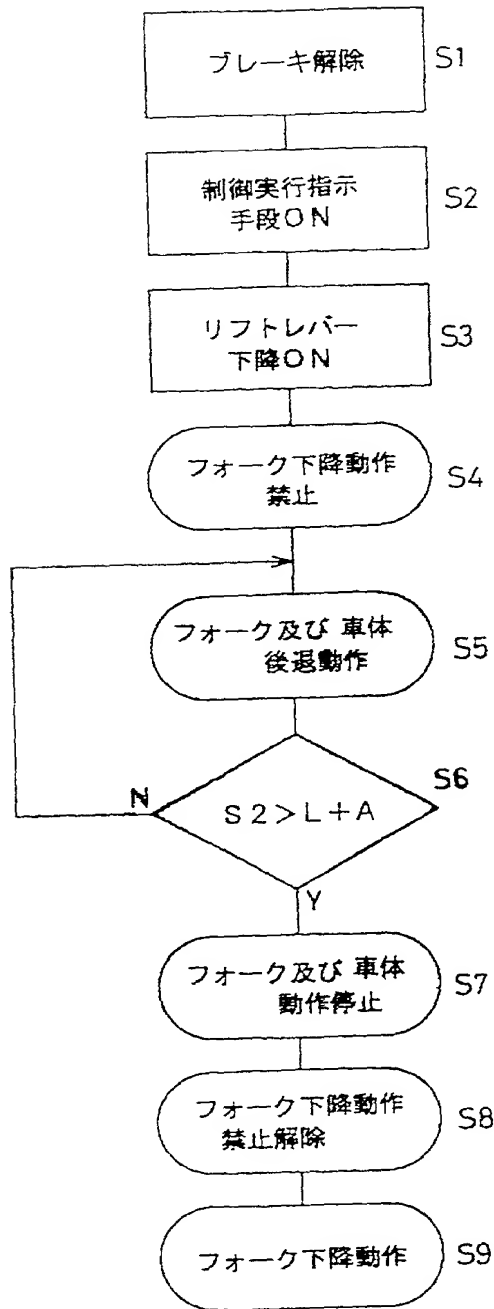 ブレーキ解除
S1
制御実行指示
手段ON
S2
リフトレバー
下降ON
S3
フォーク下降動作
禁止
S4
フォーク及び 車体
後退動作
S5
S6
N
S2>L+A
Y
フォーク及び 車体
動作停止
S7
フォーク下降動作
禁止解除
S8
フォーク下降動作
S9